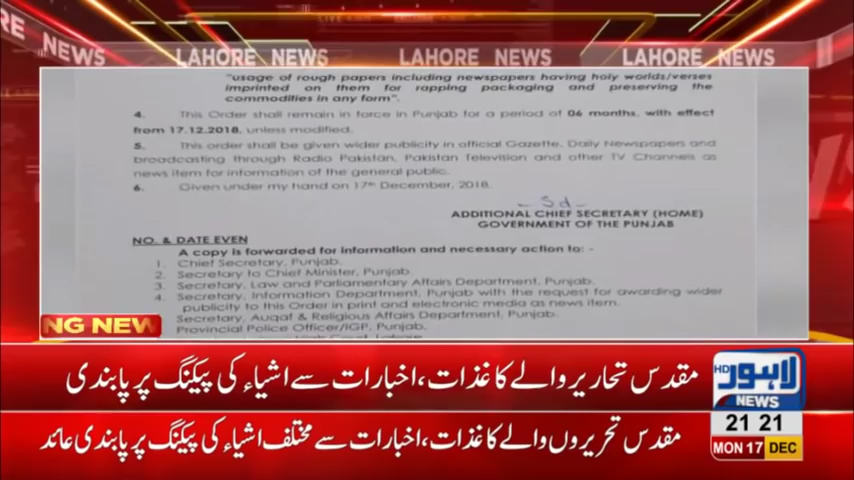 RE
NEWS
LAHORE NEWS
LAHORE NEWS
LAHORE NEWS
"usage of rough papers including newspapers having holy worlds/verses
imprinted on them for rapping packaging and preserving the
commodities in any form".
4. This Order shall remain in force in Punjab for a period of 06 months, with effect
from 17.12.2018, unless modified.
5. This order shall be given wider publicity in official Gazette, Daily Newspapers and
broadcasting through Radio Pakistan, Pakistan Television and other TV Channels as
news item for information of the general public.
6. Given under my hand on 17th December, 2018.
-Sd-
ADDITIONAL CHIEF SECRETARY (HOME)
GOVERNMENT OF THE PUNJAB
NO. & DATE EVEN
A copy is forwarded for information and necessary action to: -
1. Chief Secretary, Punjab.
2. Secretary to Chief Minister, Punjab.
3. Secretary, Law and Parliamentary Affairs Department, Punjab.
4. Secretary, Information Department, Punjab with the request for awarding wider
publicity to this Order in print and electronic media as news item.
Secretary, Auqaf & Religious Affairs Department, Punjab.
Provincial Police Officer/IGP, Punjab.
NG NEW
مقدس تحاریر والے کاغذات، اخبارات سے اشیاء کی پیکنگ پر پابندی
HD لاہور
NEWS
مقدس تحریروں والے کاغذات، اخبارات سے مختلف اشیاء کی پیکنگ پر پابندی عائد
21 21
MON 17 DEC